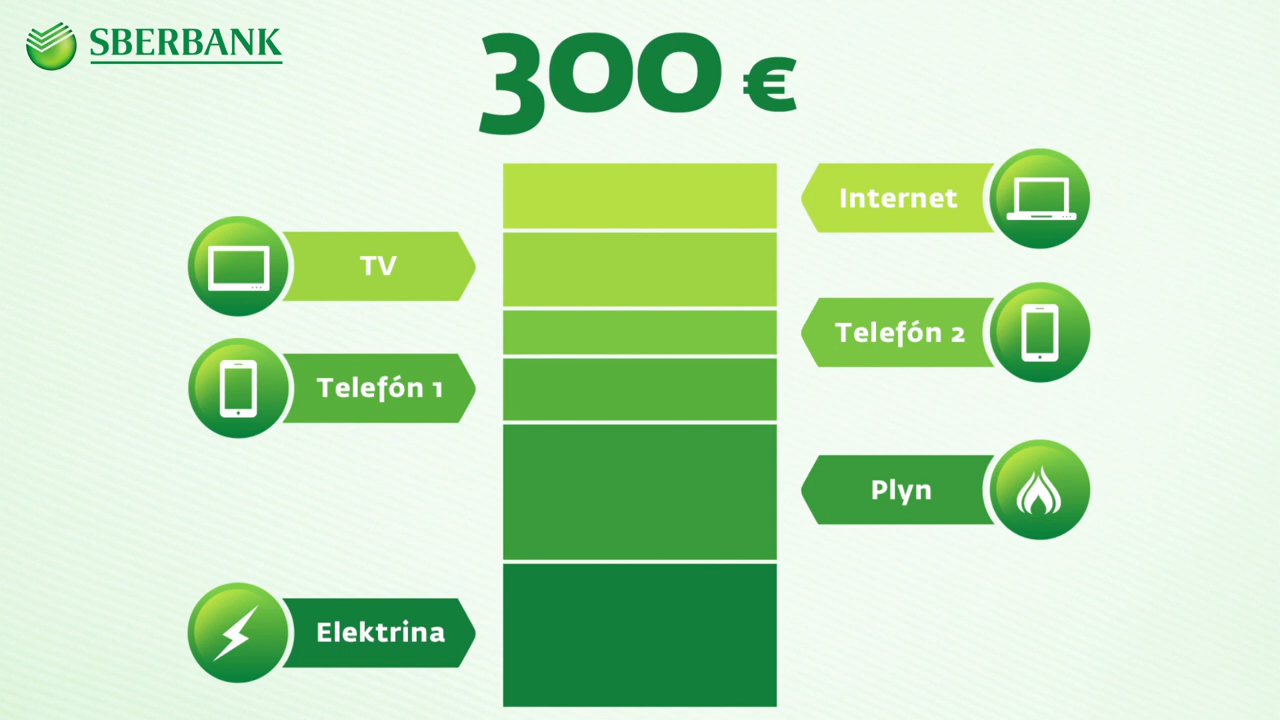 SBERBANK
300 €
Internet
TV
Telefón 2
Telefón 1
Plyn
Elektrina